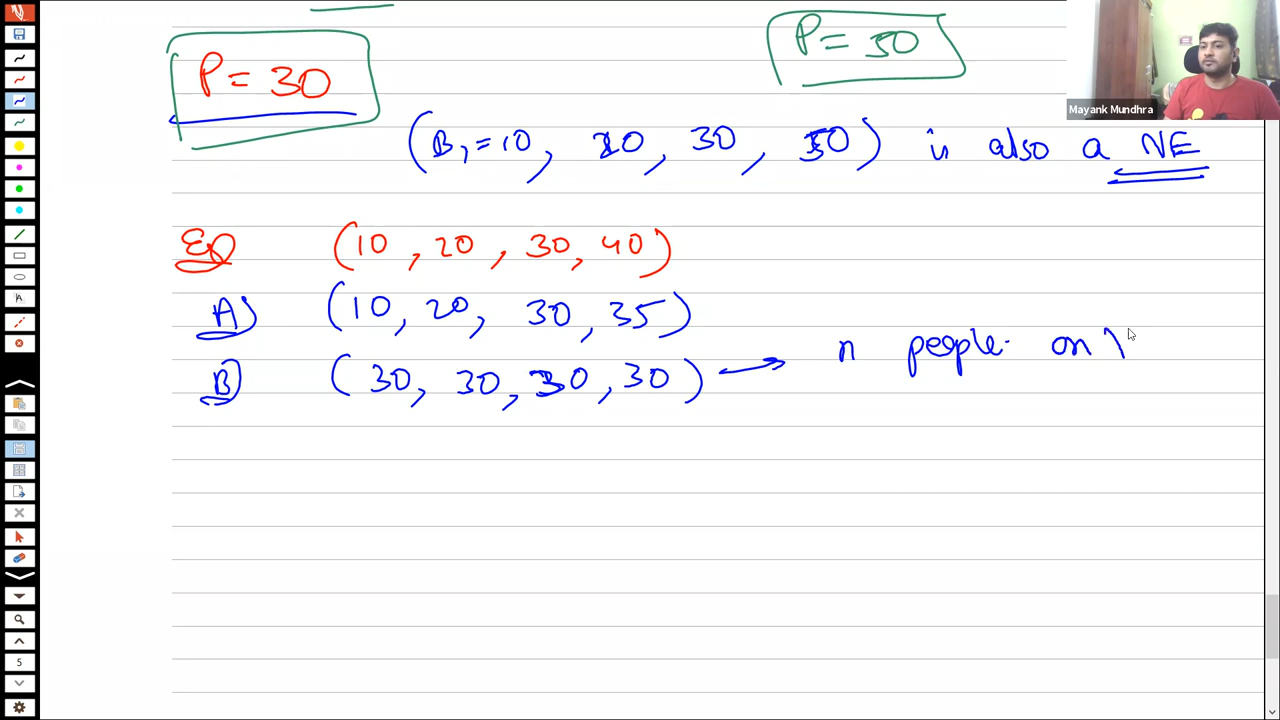 P = 30
P = 50
Mayank Mundhra
(B₁ = 10, 20, 30, 50) is also a NE
(10, 20, 30, 40)
A) (10, 20, 30, 35)
B) (30, 30, 30, 30) → n people on
5